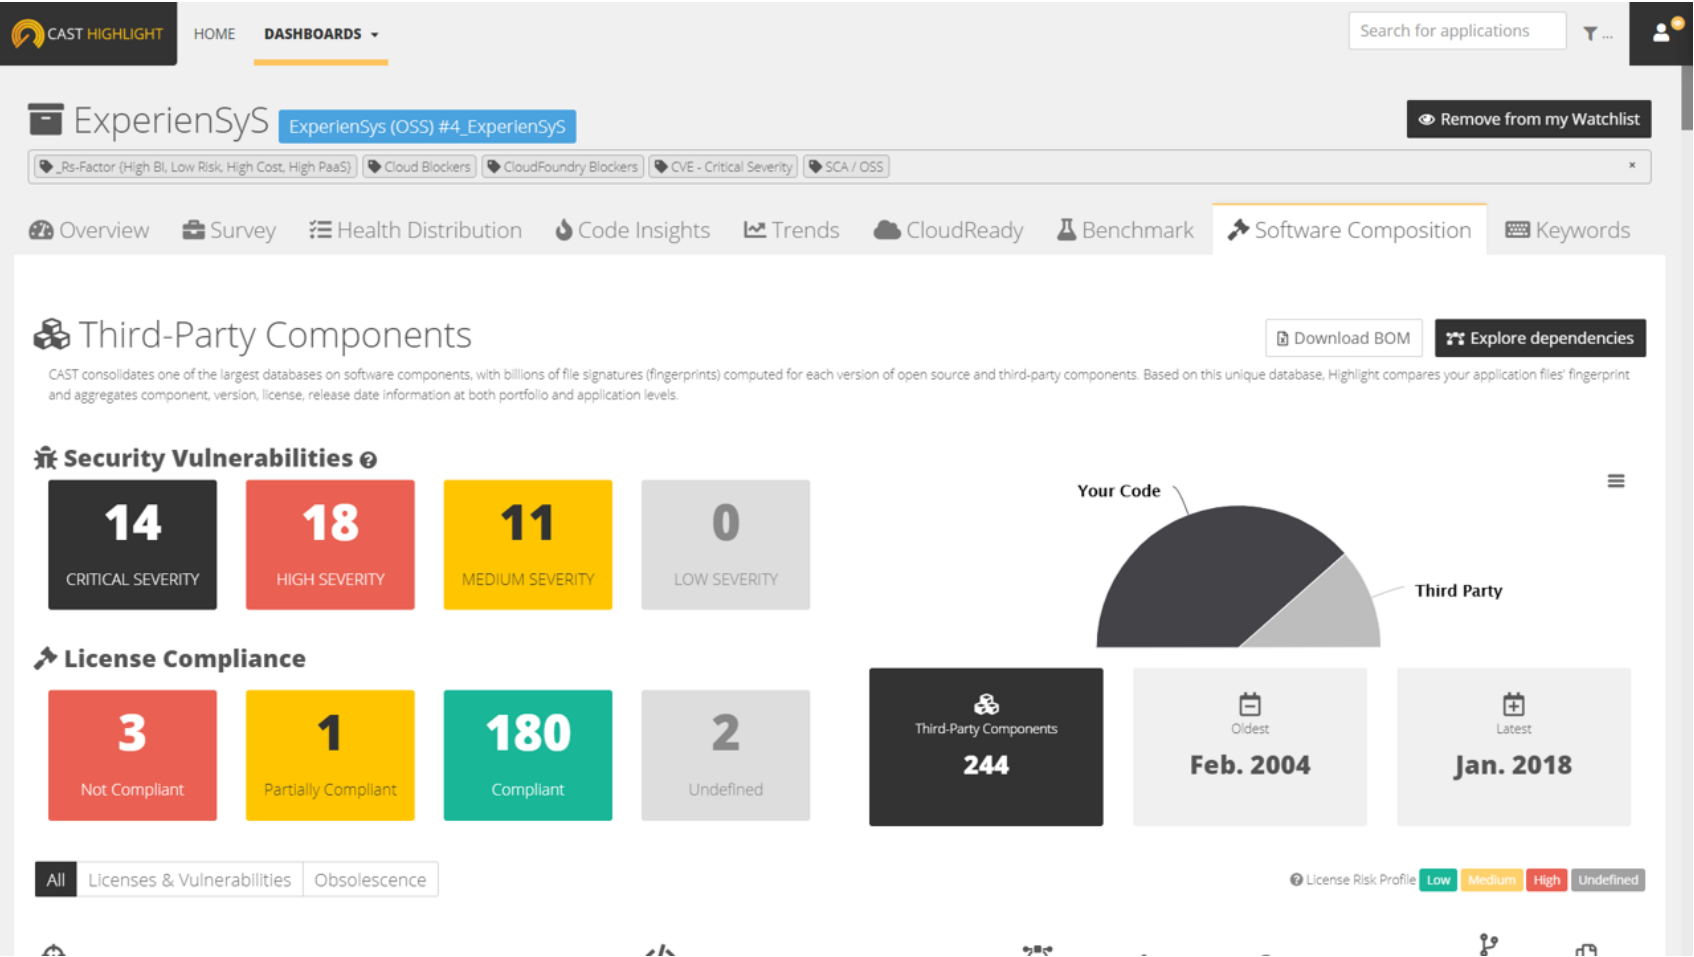 CAST HIGHLIGHT
HOME
DASHBOARDS
Search for applications
...
ExperienSyS
ExperienSys (OSS) #4_ExperienSyS
Remove from my Watchlist
_Rs-Factor (High BI, Low Risk, High Cost, High PaaS)
Cloud Blockers
CloudFoundry Blockers
CVE - Critical Severity
SCA / OSS
×
Overview
Survey
Health Distribution
Code Insights
Trends
CloudReady
Benchmark
Software Composition
Keywords
Third-Party Components
Download BOM
Explore dependencies
CAST consolidates one of the largest databases on software components, with billions of file signatures (fingerprints) computed for each version of open source and third-party components. Based on this unique database, Highlight compares your application files' fingerprint
and aggregates component, version, license, release date information at both portfolio and application levels.
Security Vulnerabilities ?
14
CRITICAL SEVERITY
18
HIGH SEVERITY
11
MEDIUM SEVERITY
0
LOW SEVERITY
Your Code
Third Party
License Compliance
3
Not Compliant
1
Partially Compliant
180
Compliant
2
Undefined
Third-Party Components
244
Oldest
Feb. 2004
Latest
Jan. 2018
All
Licenses & Vulnerabilities
Obsolescence
? License Risk Profile
Low
Medium
High
Undefined